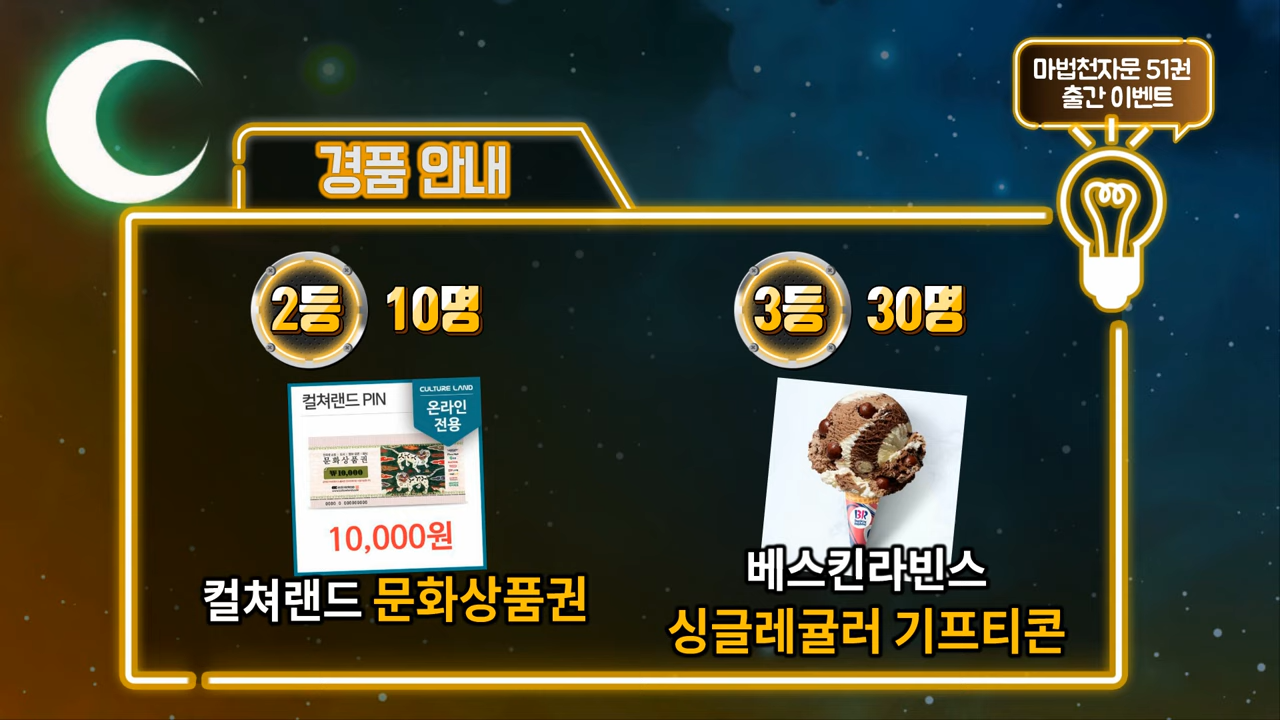 마법천자문 51권
출간 이벤트
경품 안내
2등 10명
3등 30명
컬쳐랜드 PIN
CULTURE LAND
온라인
전용
문화상품권
₩10,000
10,000원
BR
컬쳐랜드 문화상품권
베스킨라빈스
싱글레귤러 기프티콘